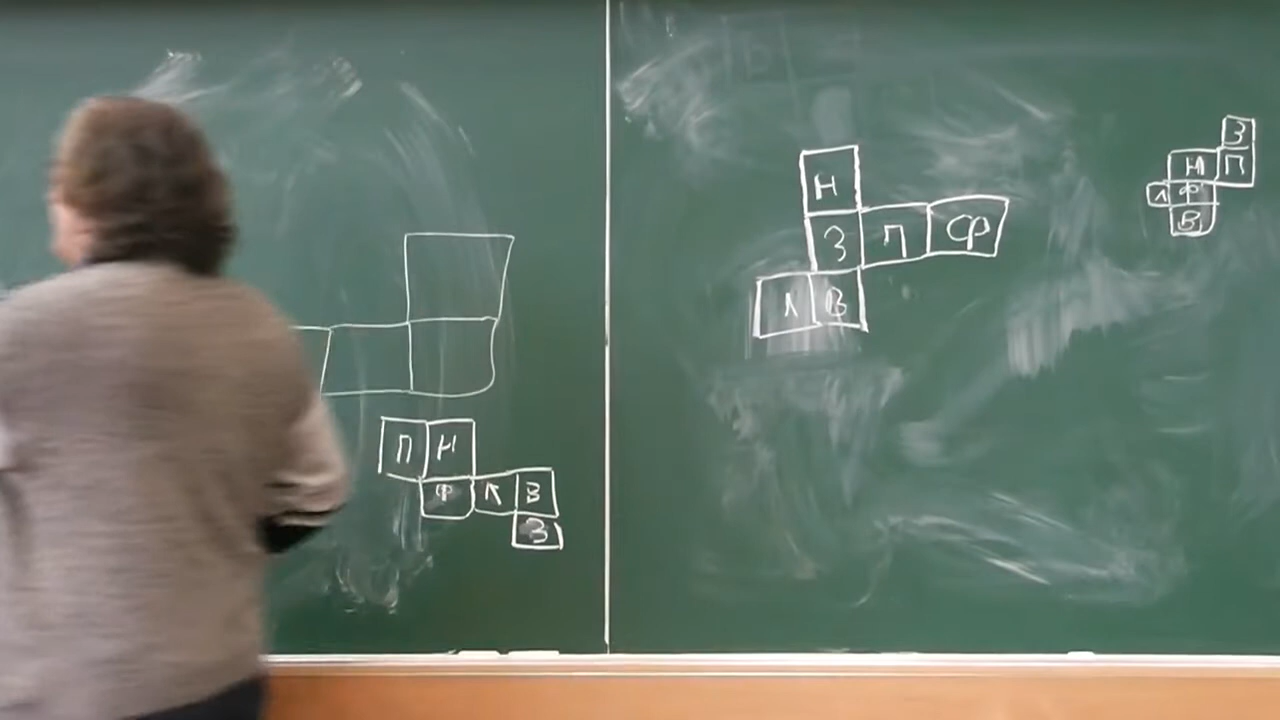 П Н
Ф Л В
З
Н
З П Ф
Л В
З
Н П
Л Ф
В